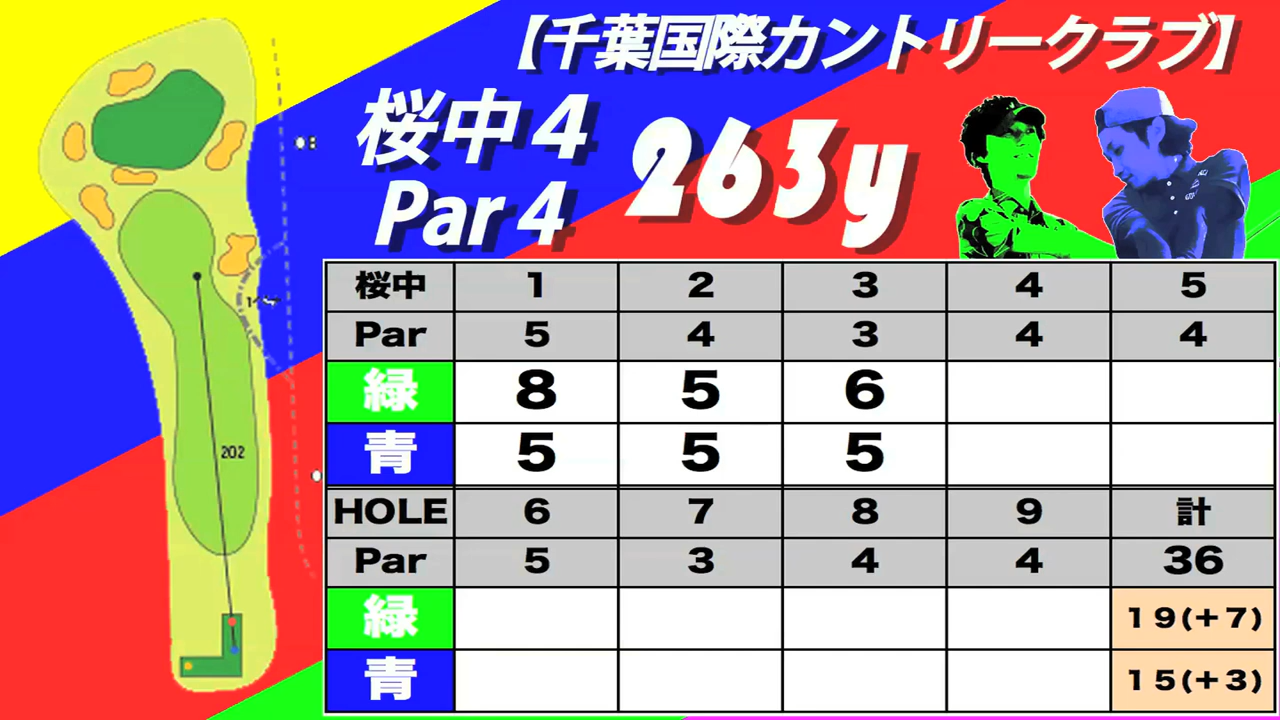 【千葉国際カントリークラブ】
桜中４
Par４
263y
202
桜中 1 2 3 4 5
Par 5 4 3 4 4
緑 8 5 6
青 5 5 5
HOLE 6 7 8 9 計
Par 5 3 4 4 36
緑 １９(＋７)
青 １５(＋３)